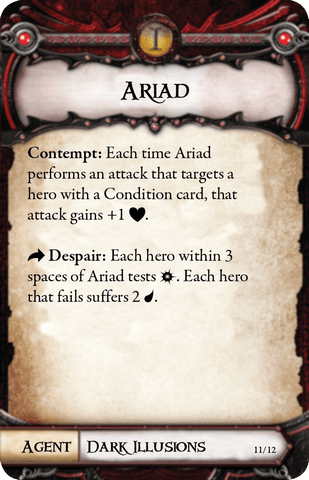 I
Ariad
Contempt: Each time Ariad
performs an attack that targets a
hero with a Condition card, that
attack gains +1 ♥.
Despair: Each hero within 3
spaces of Ariad tests . Each hero
that fails suffers 2 .
Agent Dark Illusions 11/12